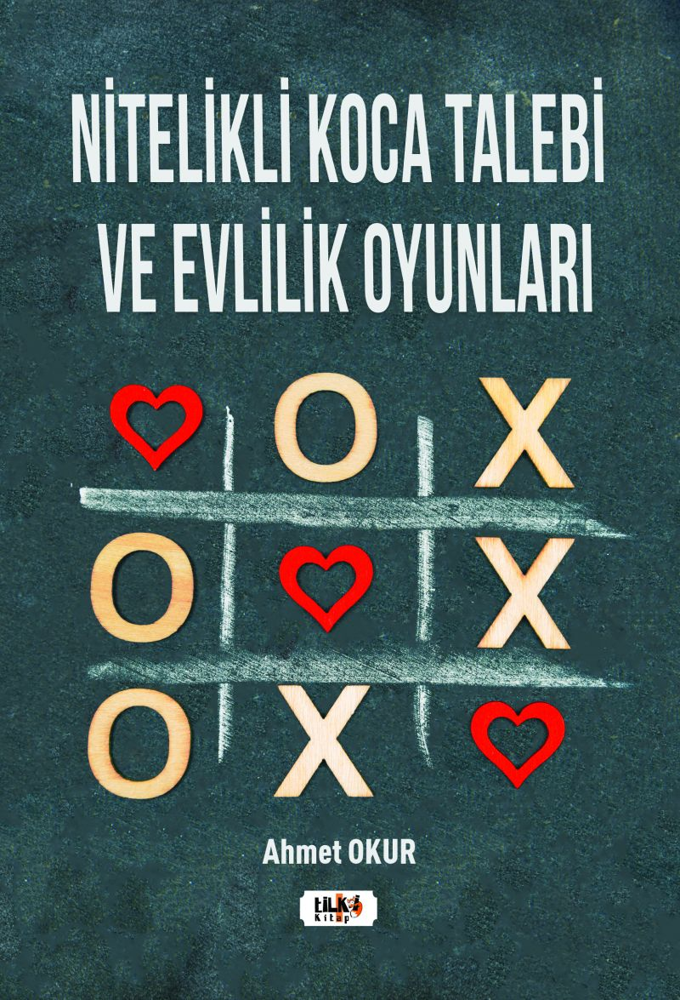 NİTELİKLİ KOCA TALEBİ
VE EVLİLİK OYUNLARI
O X
O X
O X
Ahmet OKUR
tiLKi
Kitap